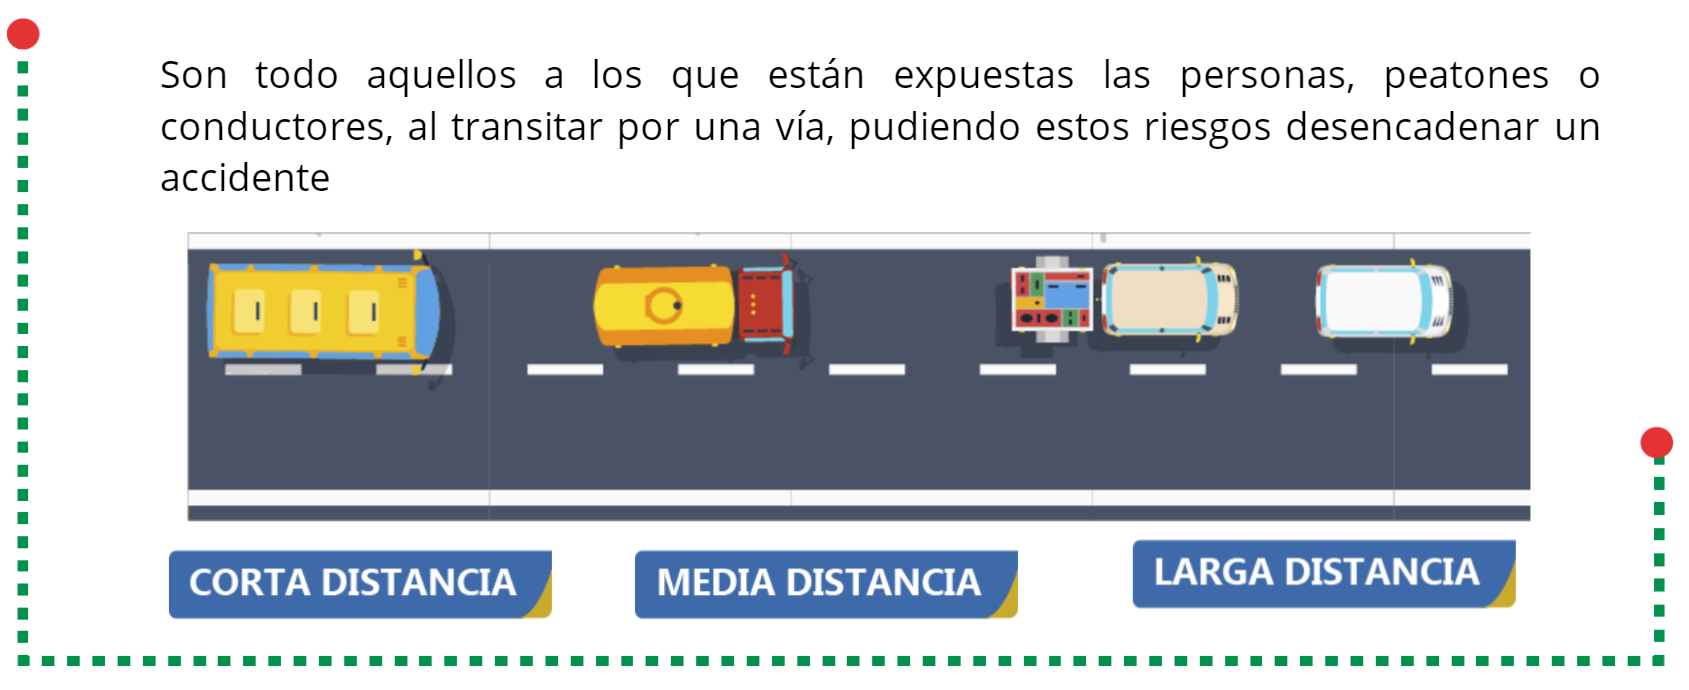 Son todo aquellos a los que están expuestas las personas, peatones o
conductores, al transitar por una vía, pudiendo estos riesgos desencadenar un
accidente
CORTA DISTANCIA
MEDIA DISTANCIA
LARGA DISTANCIA